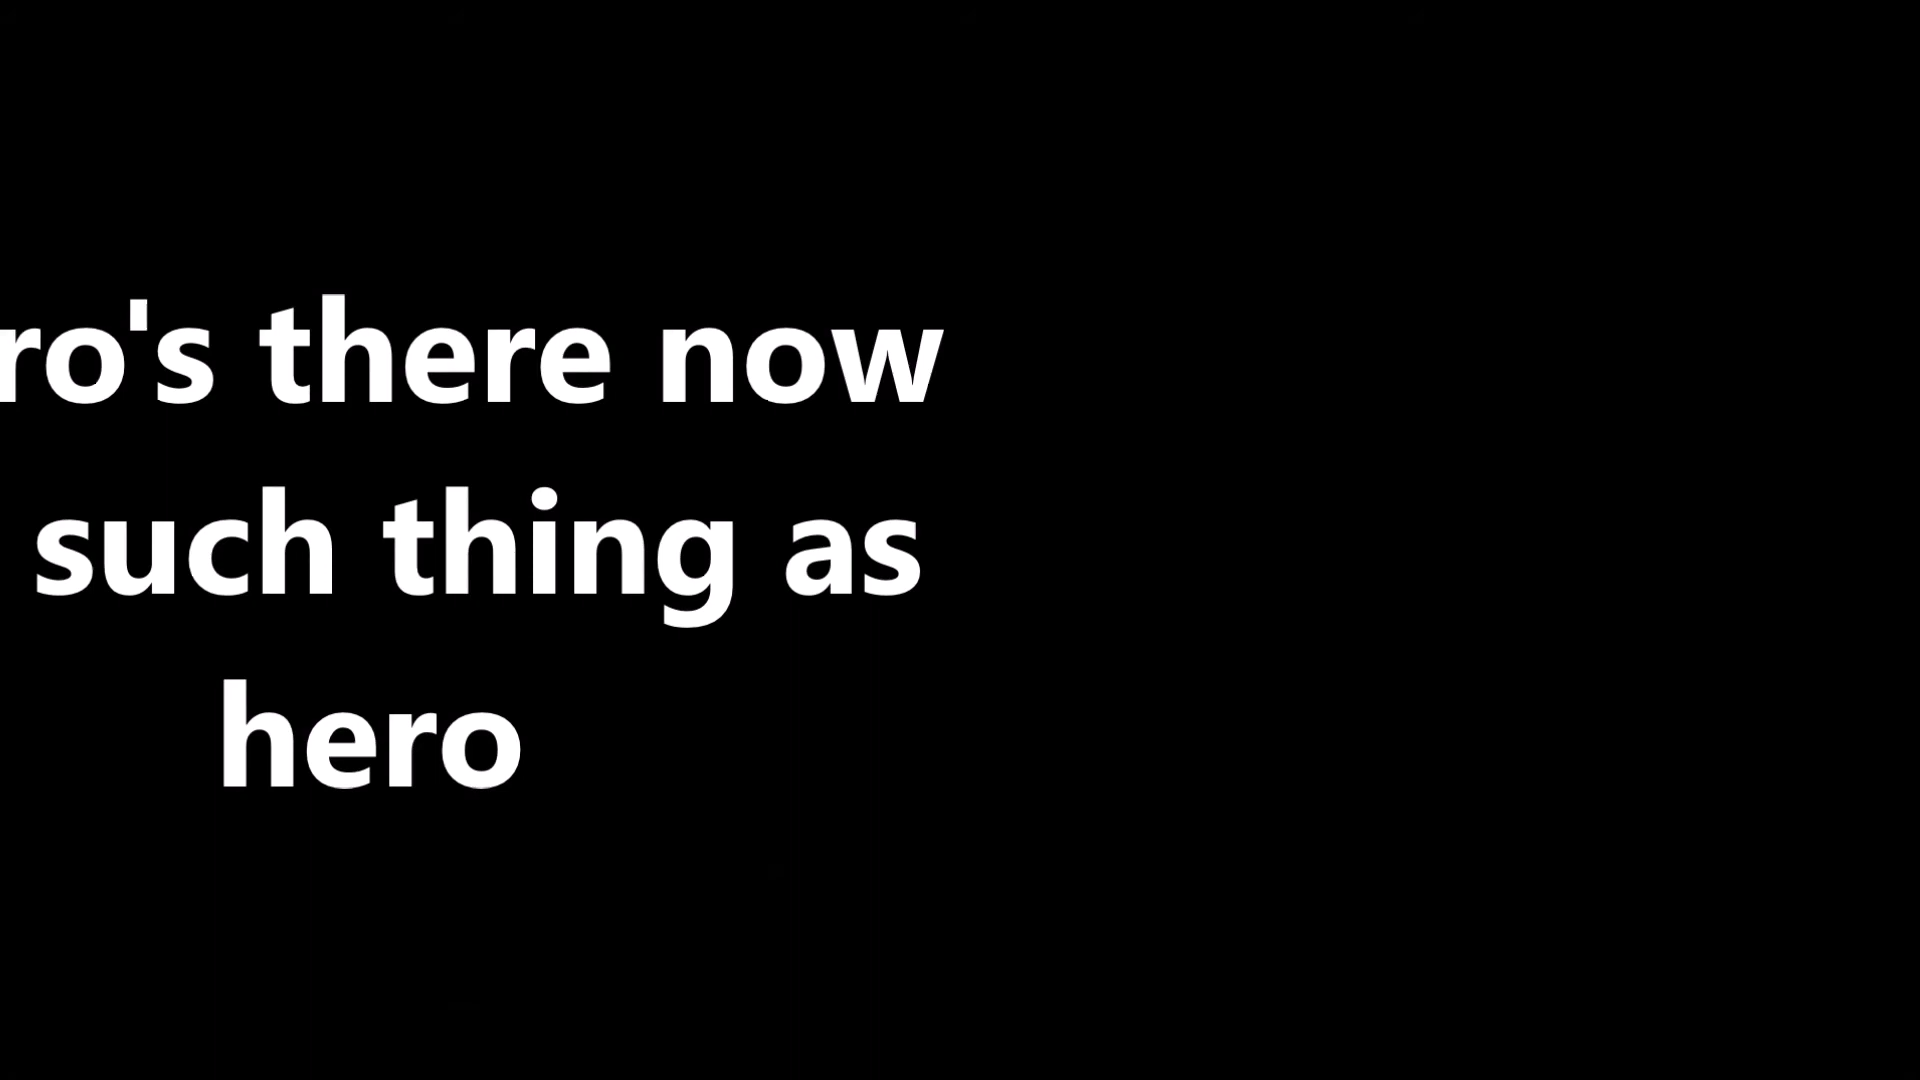 ro's there now
such thing as
hero